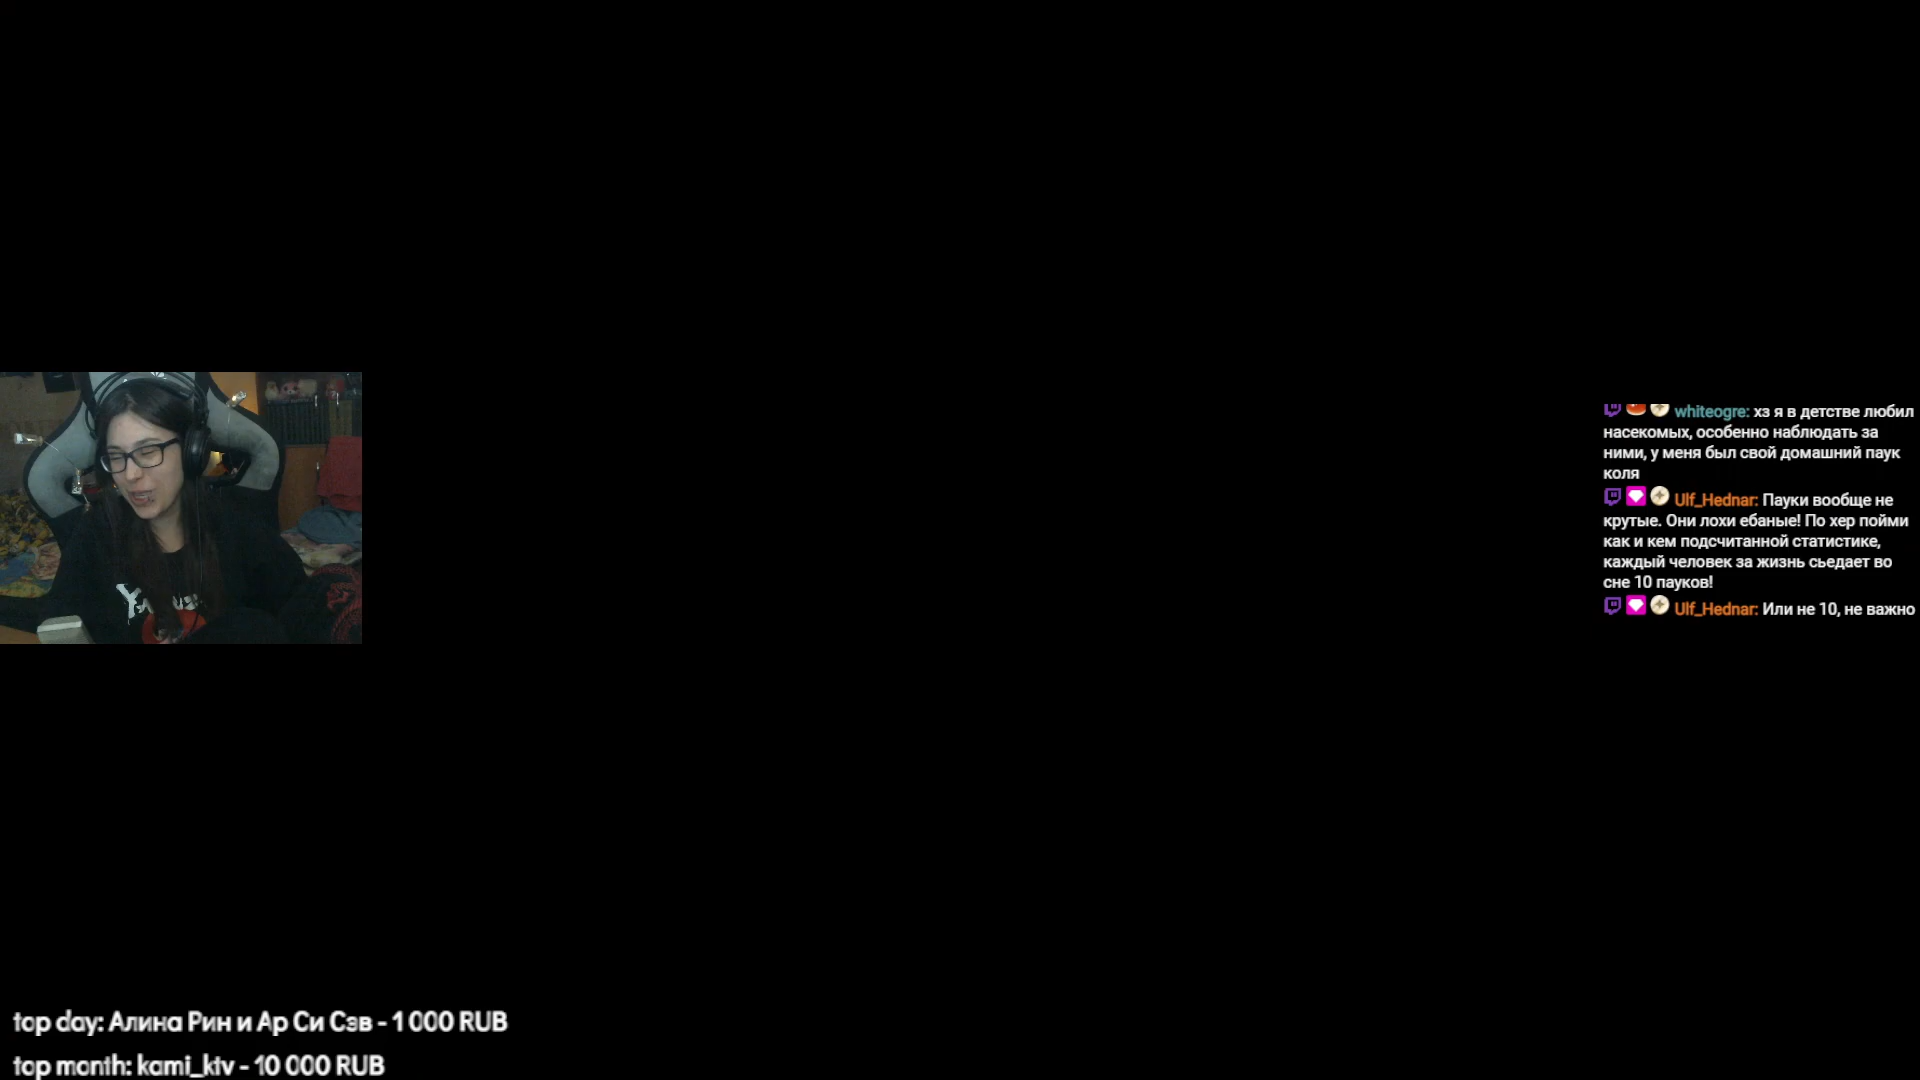 whiteogre: хз я в детстве любил
насекомых, особенно наблюдать за
ними, у меня был свой домашний паук
коля
Ulf_Hednar: Пауки вообще не
крутые. Они лохи ебаные! По хер пойми
как и кем подсчитанной статистике,
каждый человек за жизнь сьедает во
сне 10 пауков!
Ulf_Hednar: Или не 10, не важно
top day: Алина Рин и Ар Си Сэв - 1 000 RUB
top month: kami_ktv - 10 000 RUB